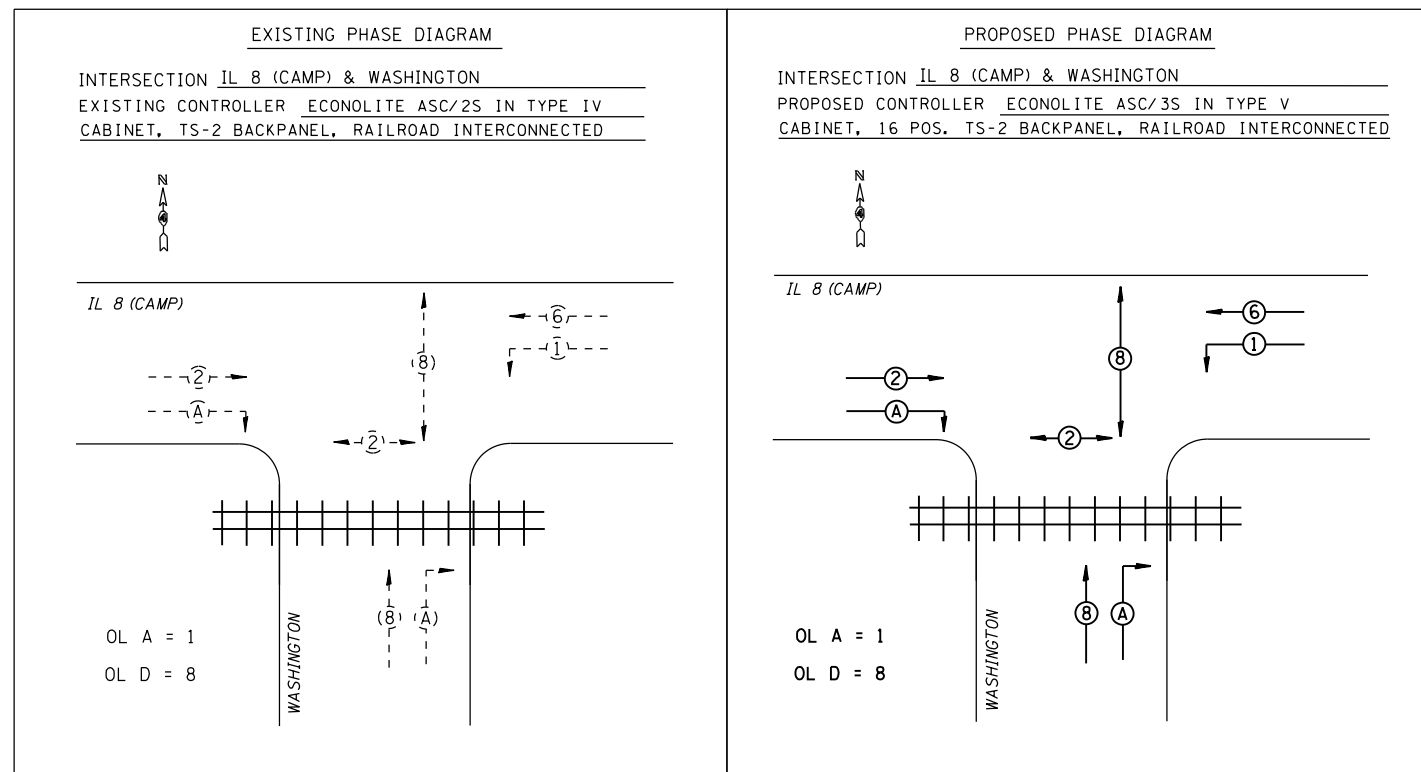 EXISTING PHASE DIAGRAM
INTERSECTION IL 8 (CAMP) & WASHINGTON
EXISTING CONTROLLER ECONOLITE ASC/2S IN TYPE IV
CABINET, TS-2 BACKPANEL, RAILROAD INTERCONNECTED
N
4
IL 8 (CAMP)
6
1
8
2
A
2
8
A
OL A = 1
OL D = 8
WASHINGTON
PROPOSED PHASE DIAGRAM
INTERSECTION IL 8 (CAMP) & WASHINGTON
PROPOSED CONTROLLER ECONOLITE ASC/3S IN TYPE V
CABINET, 16 POS. TS-2 BACKPANEL, RAILROAD INTERCONNECTED
N
4
IL 8 (CAMP)
6
1
8
2
A
2
8
A
OL A = 1
OL D = 8
WASHINGTON